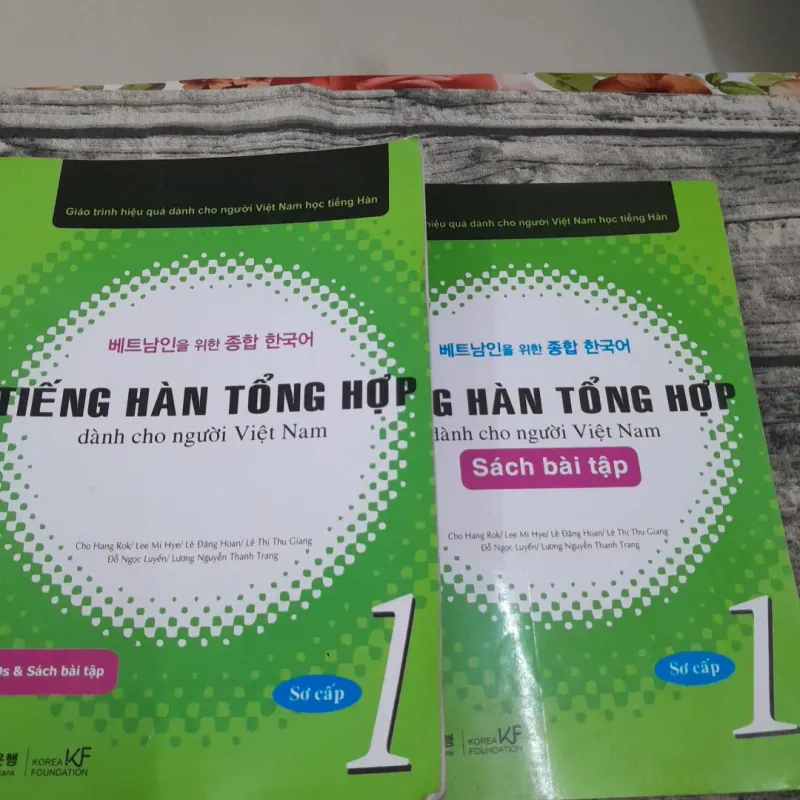 Giáo trình hiệu quả dành cho người Việt Nam học tiếng Hàn
베트남인을 위한 종합 한국어
TIẾNG HÀN TỔNG HỢP
dành cho người Việt Nam
Cho Hang Rok/ Lee Mi Hye/ Lê Đăng Hoan/ Lê Thị Thu Giang
Đỗ Ngọc Luyến/ Lương Nguyễn Thanh Trang
& Sách bài tập
Sơ cấp
1
KOREA
FOUNDATION
KF
quả dành cho người Việt Nam học tiếng Hàn
베트남인을 위한 종합 한국어
G HÀN TỔNG HỢP
dành cho người Việt Nam
Sách bài tập
Cho Hang Rok/ Lee Mi Hye/ Lê Đăng Hoan/ Lê Thị Thu Giang
Đỗ Ngọc Luyến/ Lương Nguyễn Thanh Trang
Sơ cấp
1
KOREA
FOUNDATION
KF